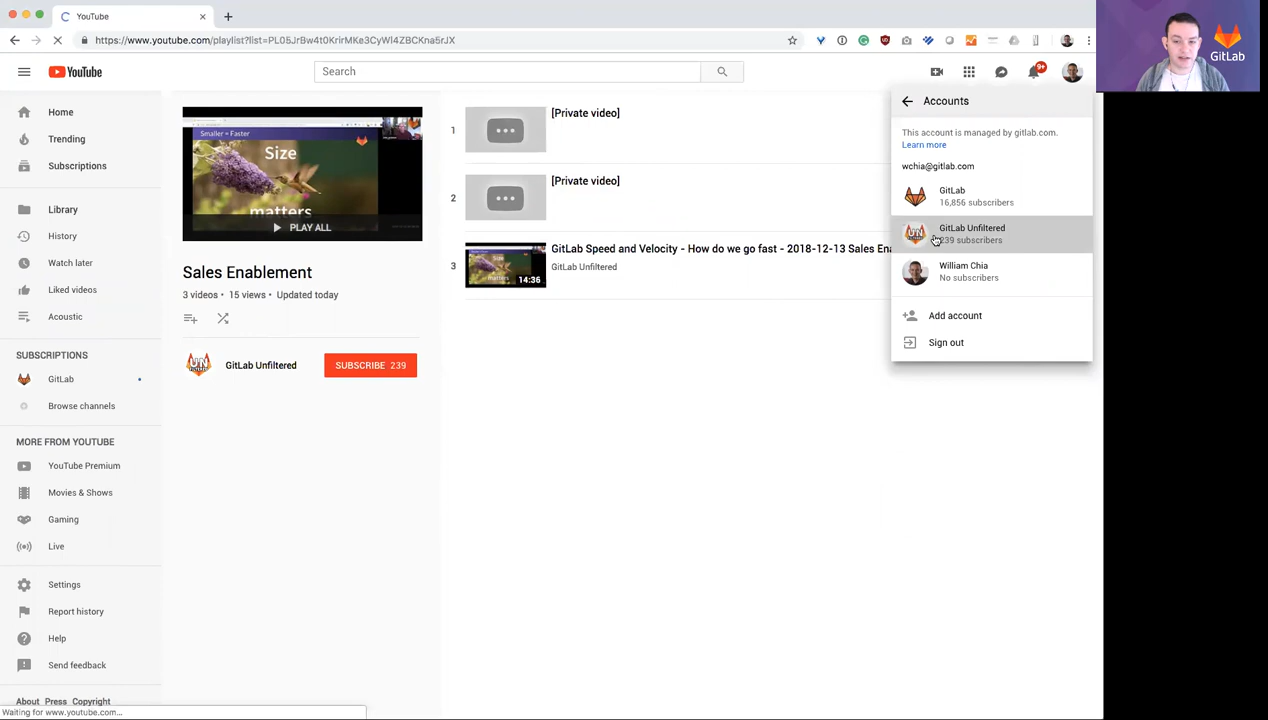 YouTube
https://www.youtube.com/playlist?list=PL05JrBw4t0KrirMKe3CyWl4ZBCKna5rJX
YouTube
Search
9+
GitLab
Home
Trending
Subscriptions
Library
History
Watch later
Liked videos
Acoustic
SUBSCRIPTIONS
GitLab
Browse channels
MORE FROM YOUTUBE
YouTube Premium
Movies & Shows
Gaming
Live
Settings
Report history
Help
Send feedback
About Press Copyright
Waiting for www.youtube.com...
Smaller = Faster
Size
matters
PLAY ALL
Sales Enablement
3 videos • 15 views • Updated today
UN
GitLab Unfiltered
SUBSCRIBE 239
1
[Private video]
2
[Private video]
3
14:36
GitLab Speed and Velocity - How do we go fast - 2018-12-13 Sales Ena
GitLab Unfiltered
Accounts
This account is managed by gitlab.com.
Learn more
wchia@gitlab.com
GitLab
16,856 subscribers
UN
GitLab Unfiltered
239 subscribers
William Chia
No subscribers
Add account
Sign out